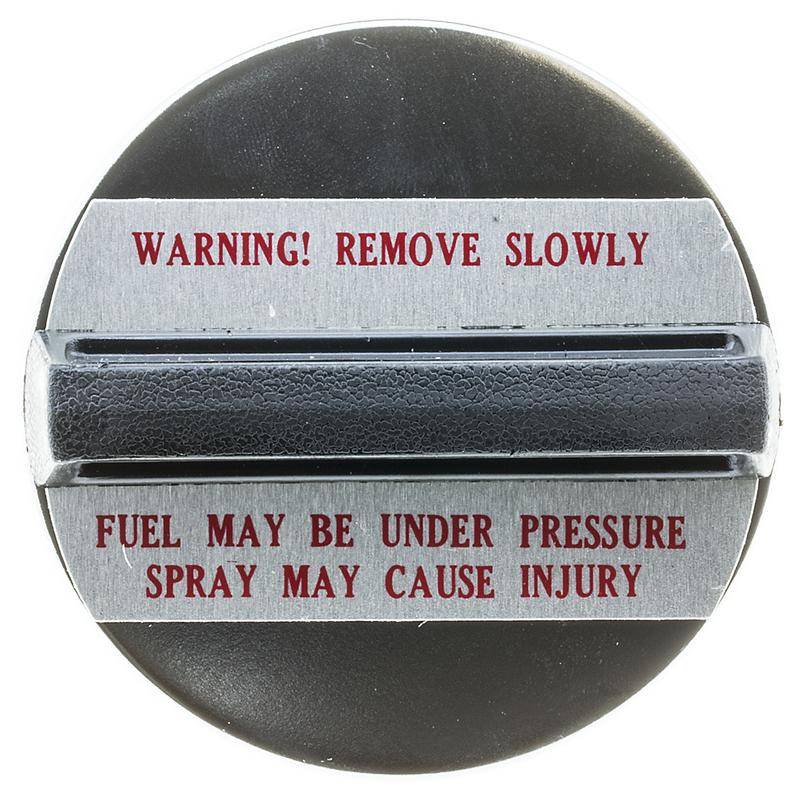 WARNING! REMOVE SLOWLY
FUEL MAY BE UNDER PRESSURE
SPRAY MAY CAUSE INJURY